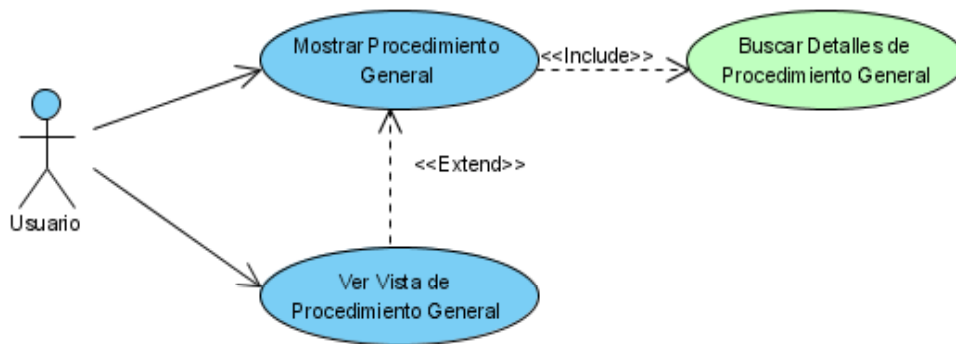 Mostrar Procedimiento
General
<<Include>>
Buscar Detalles de
Procedimiento General
<<Extend>>
Usuario
Ver Vista de
Procedimiento General